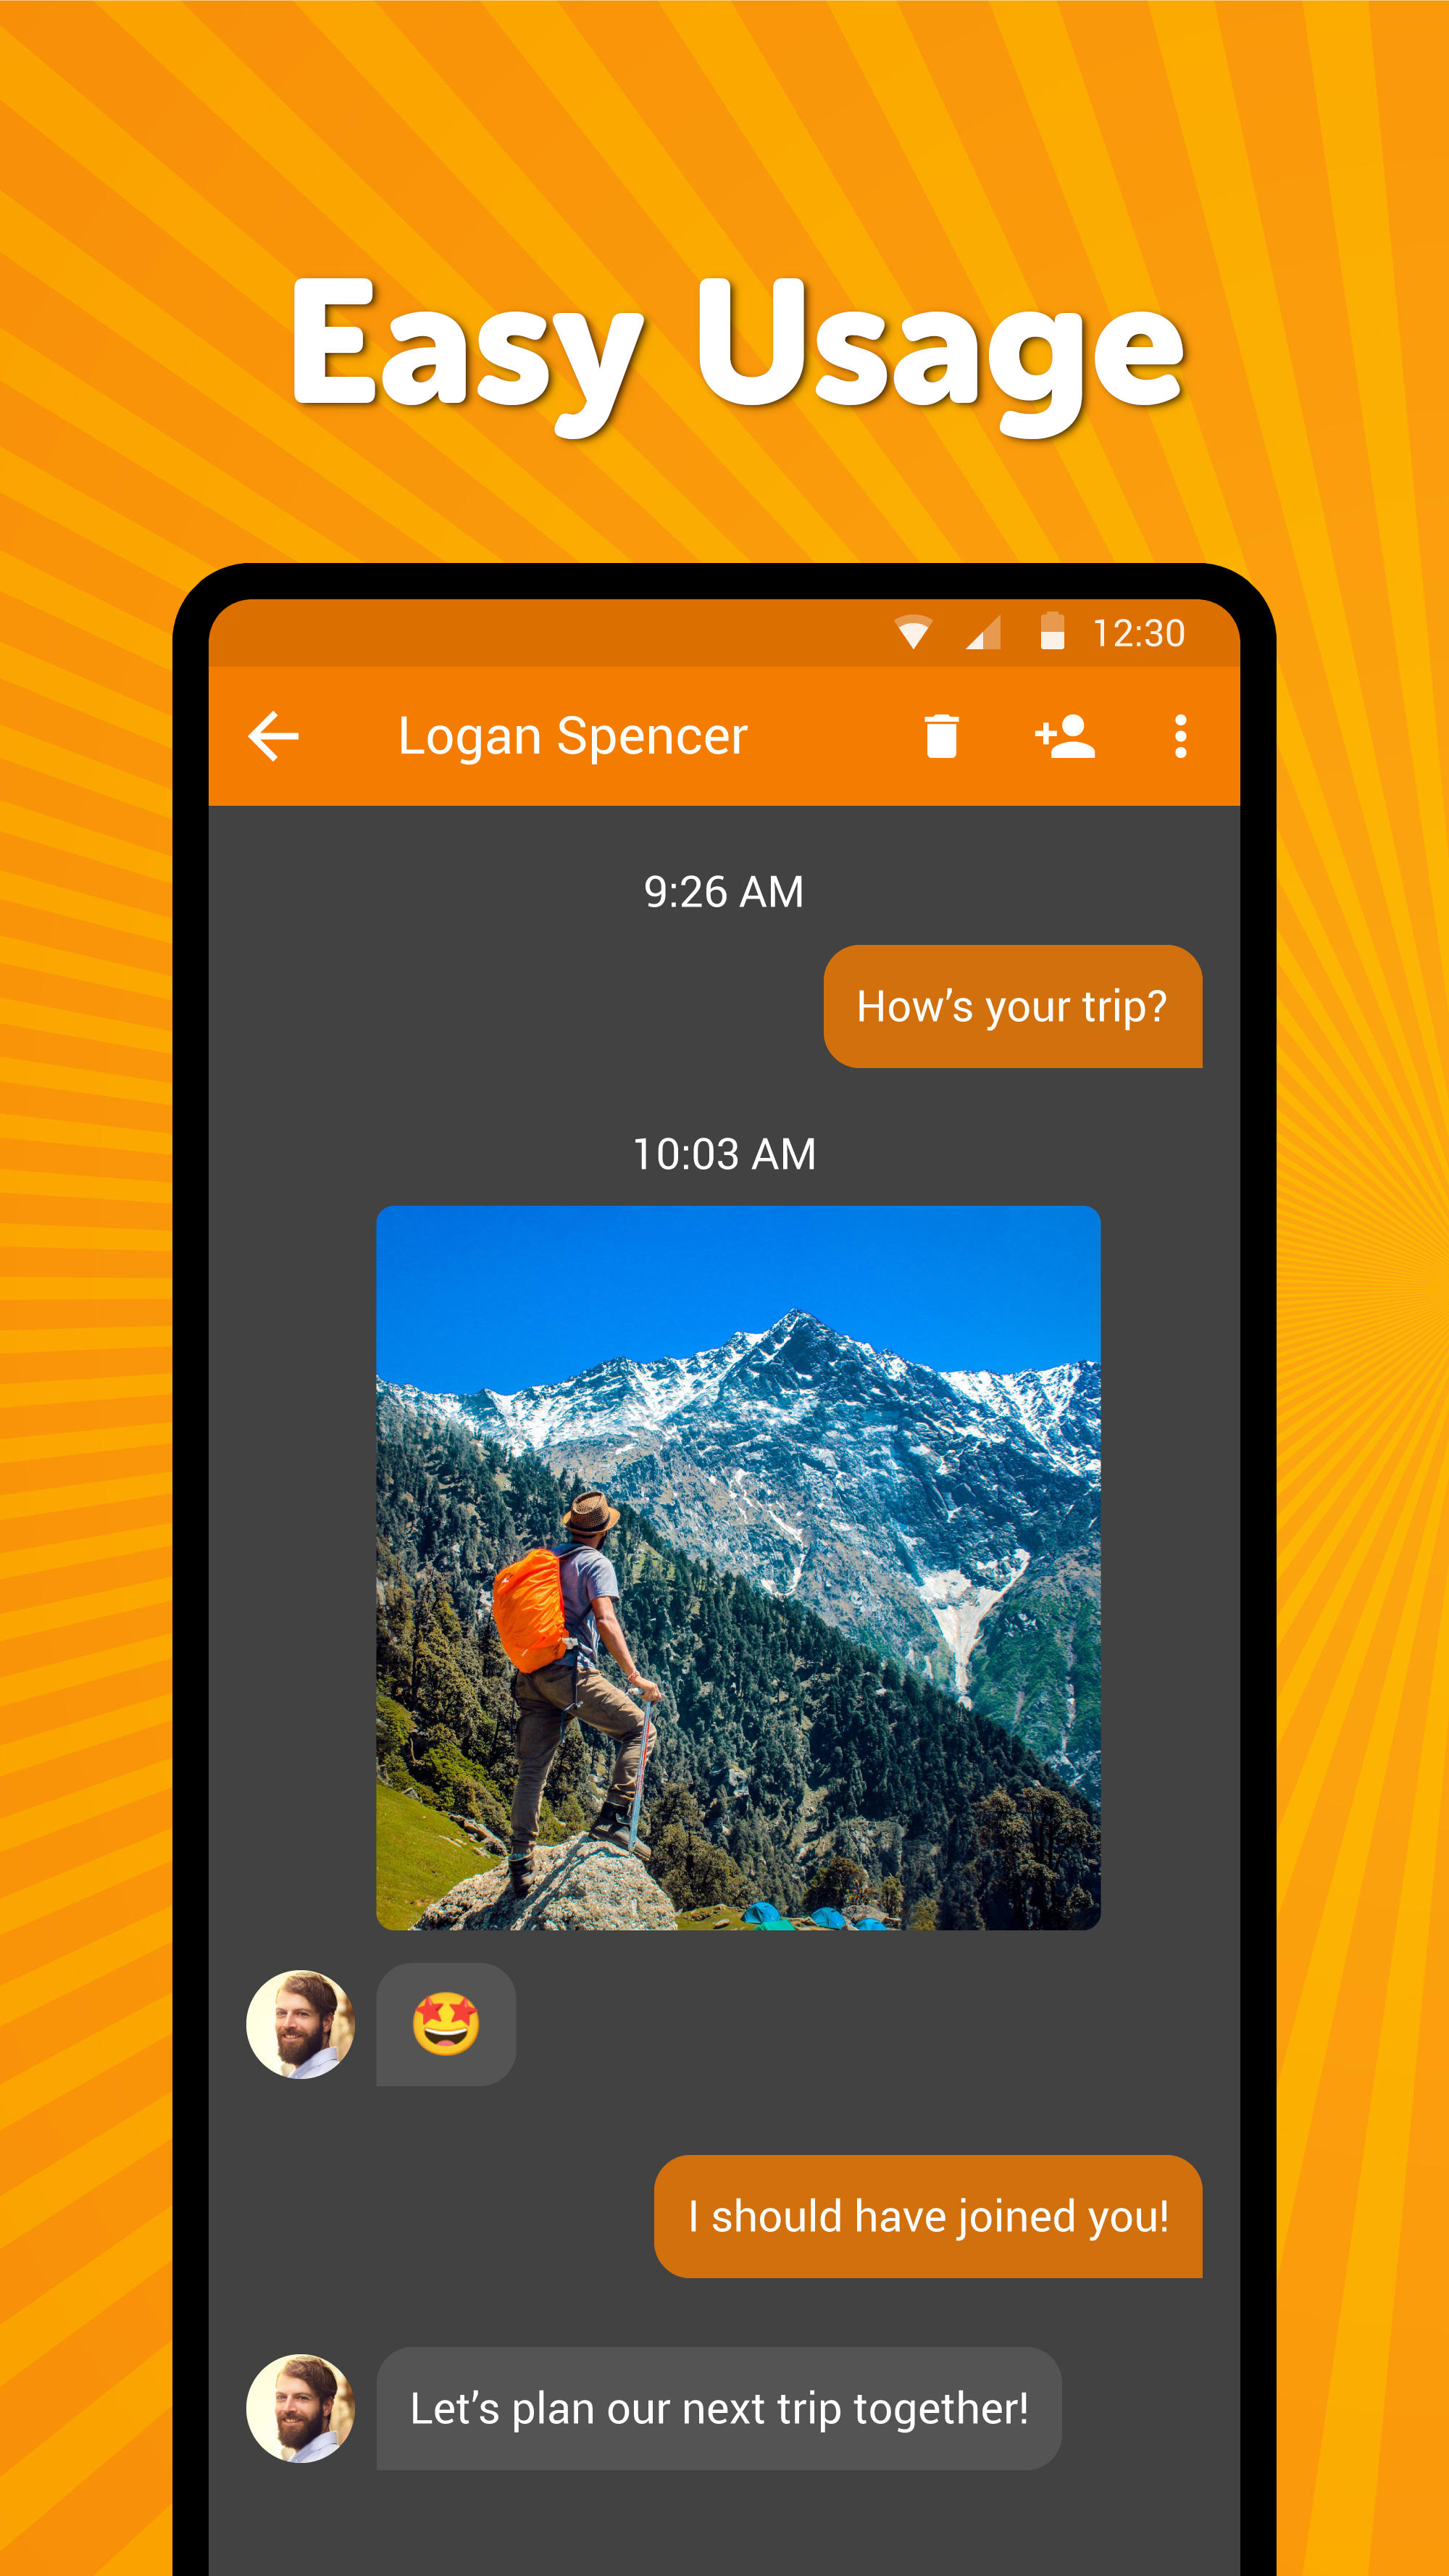 Easy Usage
12:30
Logan Spencer
9:26 AM
How’s your trip?
10:03 AM
I should have joined you!
Let’s plan our next trip together!